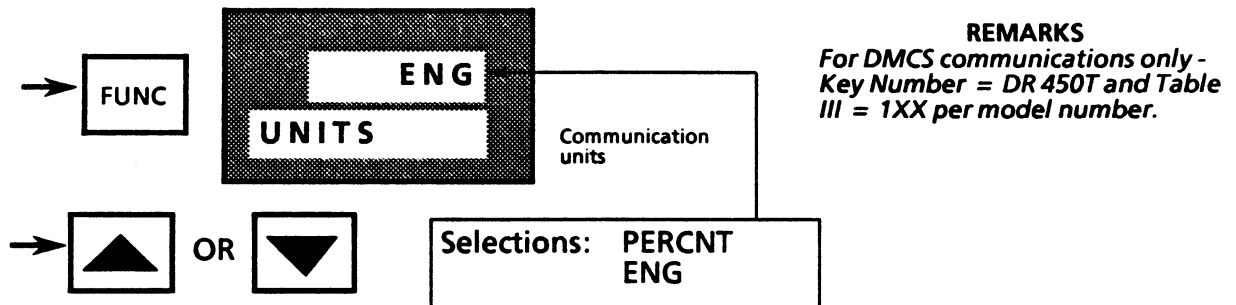 FUNC
ENG
UNITS
Communication
units
REMARKS
For DMCS communications only -
Key Number = DR 450T and Table
III = 1XX per model number.
OR
Selections: PERCNT
ENG